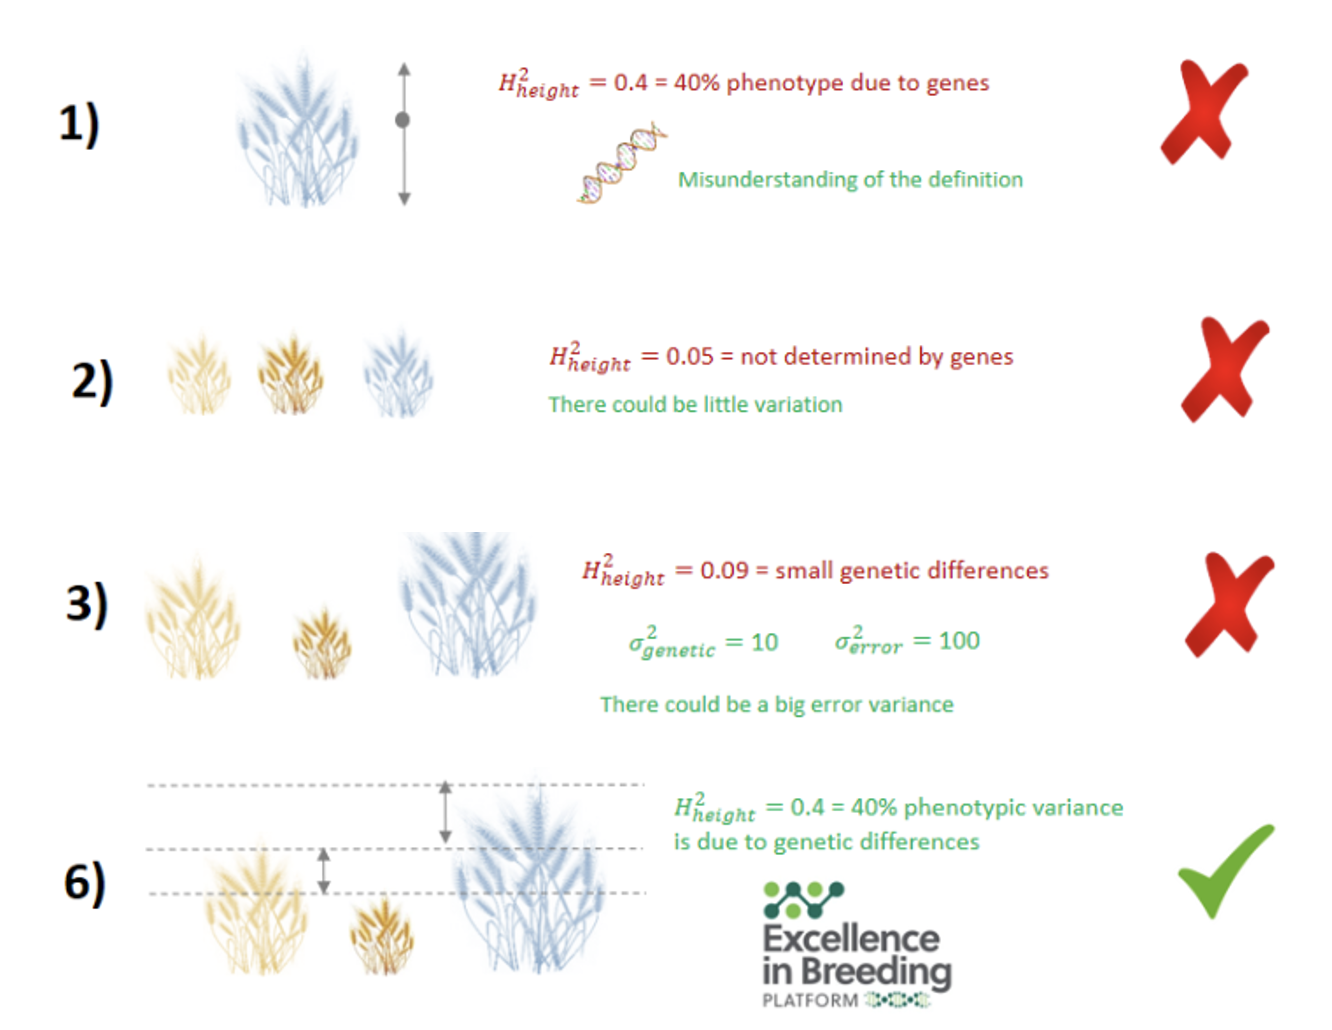 1)
H²height = 0.4 = 40% phenotype due to genes
Misunderstanding of the definition
2)
H²height = 0.05 = not determined by genes
There could be little variation
3)
H²height = 0.09 = small genetic differences
σ²genetic = 10 σ²error = 100
There could be a big error variance
6)
H²height = 0.4 = 40% phenotypic variance
is due to genetic differences
Excellence
in Breeding
PLATFORM